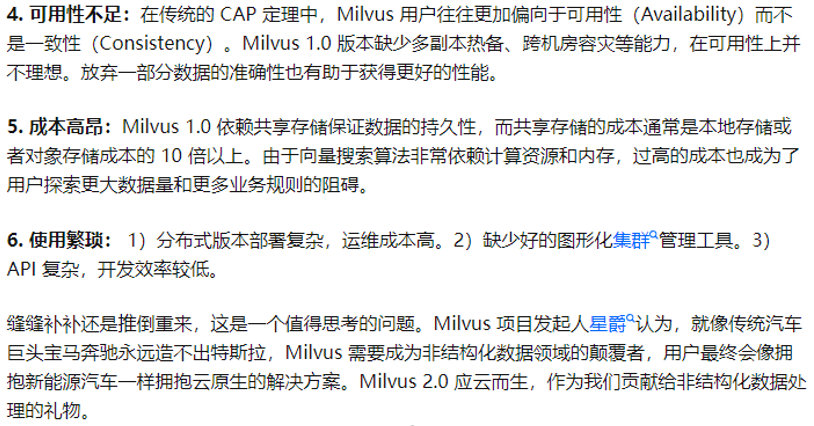 4. 可用性不足：在传统的 CAP 定理中，Milvus 用户往往更加偏向于可用性（Availability）而不
是一致性（Consistency）。Milvus 1.0 版本缺少多副本热备、跨机房容灾等能力，在可用性上并
不理想。放弃一部分数据的准确性也有助于获得更好的性能。
5. 成本高昂：Milvus 1.0 依赖共享存储保证数据的持久性，而共享存储的成本通常是本地存储或
者对象存储成本的 10 倍以上。由于向量搜索算法非常依赖计算资源和内存，过高的成本也成为了
用户探索更大数据量和更多业务规则的阻碍。
6. 使用繁琐： 1）分布式版本部署复杂，运维成本高。2）缺少好的图形化集群管理工具。3）
API 复杂，开发效率较低。
缝缝补补还是推倒重来，这是一个值得思考的问题。Milvus 项目发起人星爵认为，就像传统汽车
巨头宝马奔驰永远造不出特斯拉，Milvus 需要成为非结构化数据领域的颠覆者，用户最终会像拥
抱新能源汽车一样拥抱云原生的解决方案。Milvus 2.0 应云而生，作为我们贡献给非结构化数据处
理的礼物。